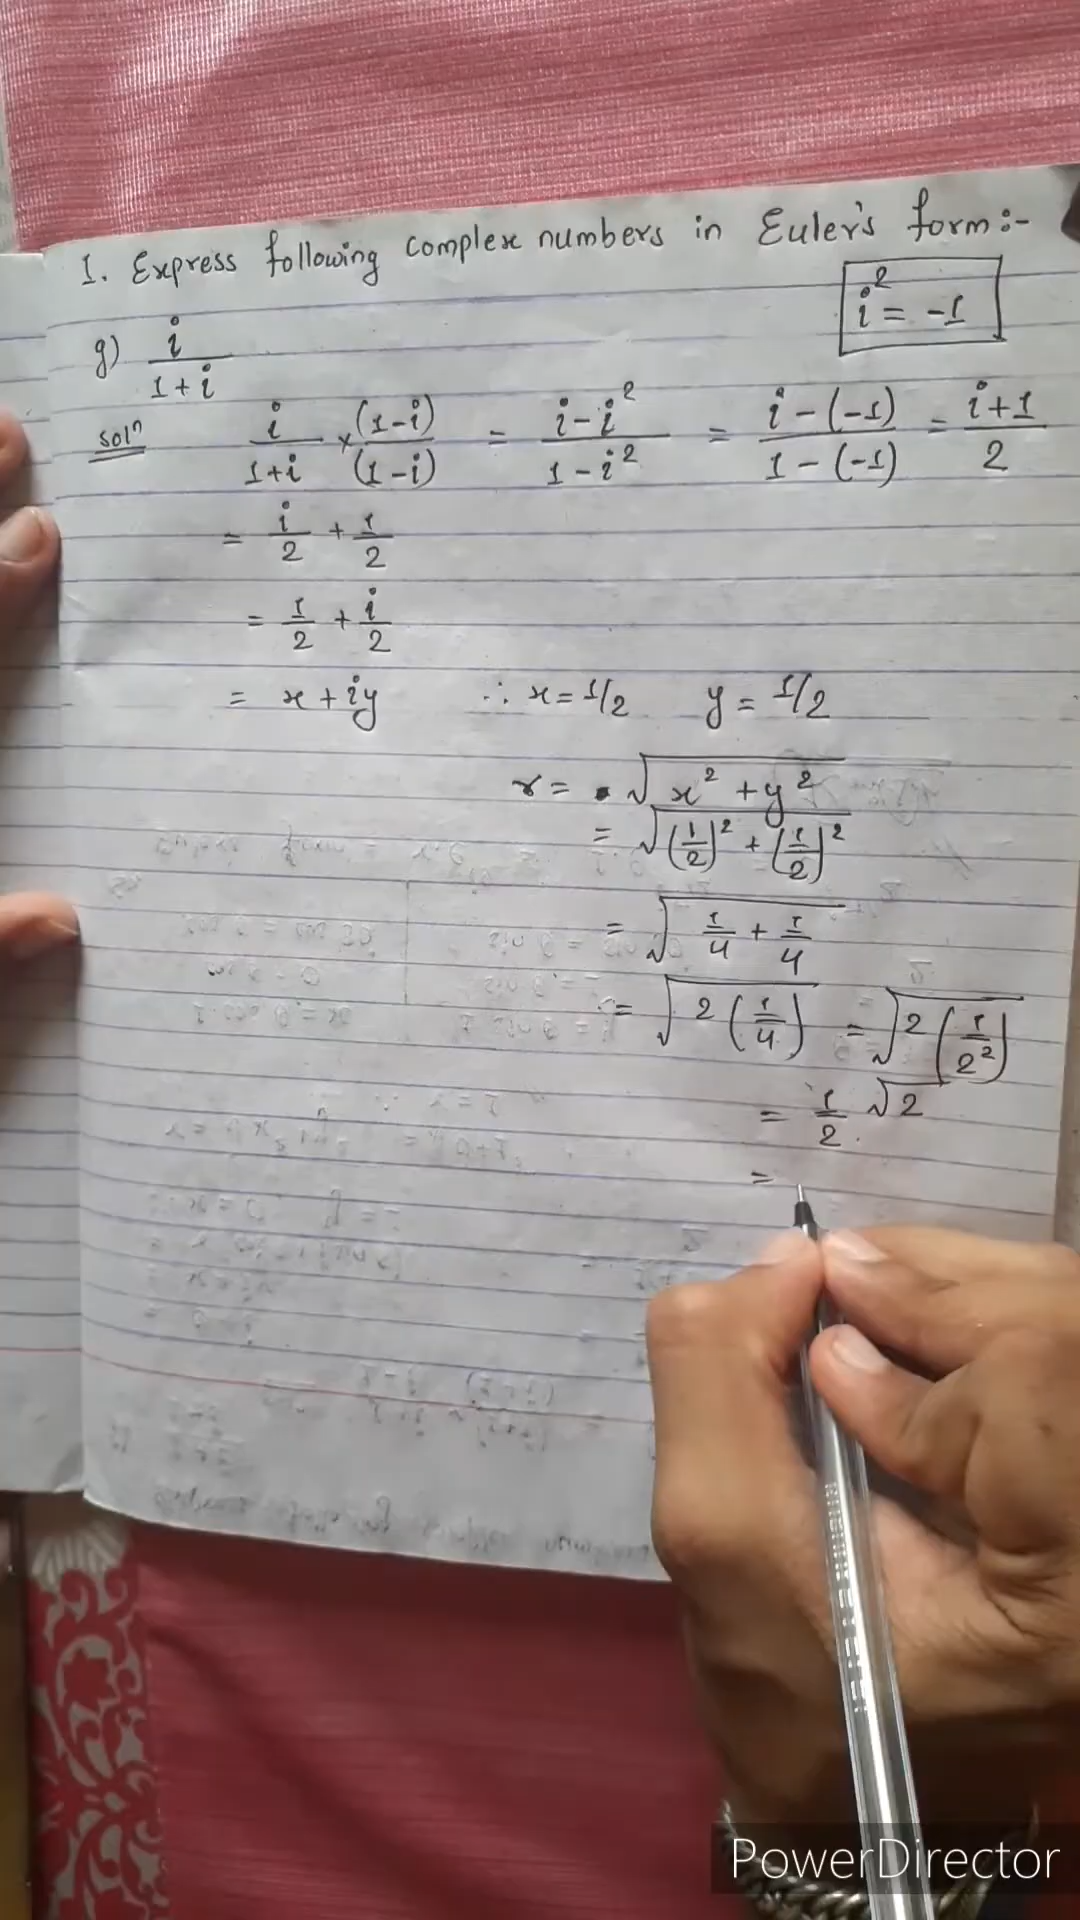 1. Express following complex numbers in Euler's form:-
i² = -1
g) i/(1+i)
solⁿ i/(1+i) × (1-i)/(1-i) = (i-i²)/(1-i²) = (i-(-1))/(1-(-1)) = (i+1)/2
= i/2 + 1/2
= 1/2 + i/2
= x+iy ∴ x=1/2 y=1/2
r= √(x²+y²)
= √((1/2)²+(1/2)²)
= √(1/4+1/4)
= √(2(1/4)) = √(2(1/2²))
= 1/2 √2
=
PowerDirector